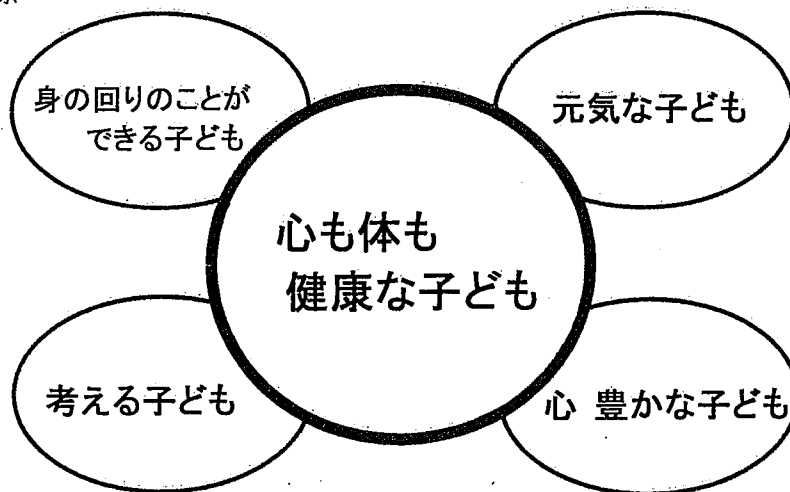 身の回りのことが
できる子ども
元気な子ども
心も体も
健康な子ども
考える子ども
心 豊かな子ども